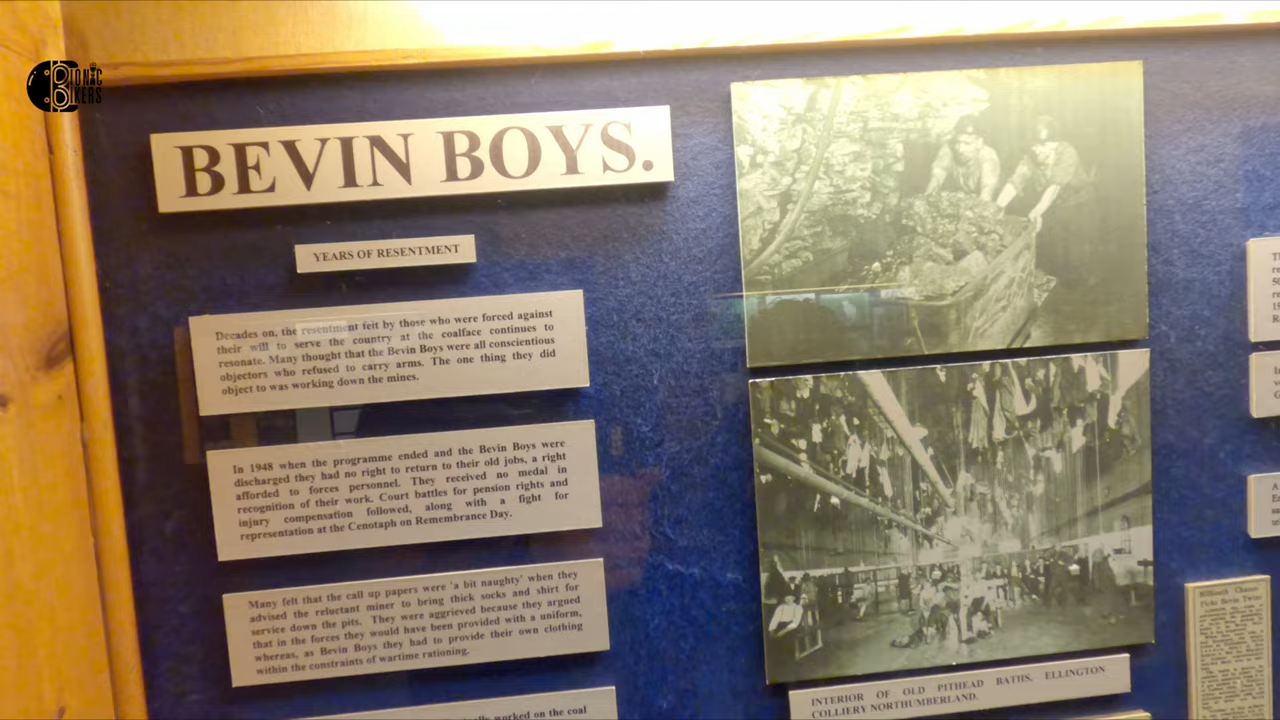 BIONIC
BIKERS
BEVIN BOYS.
YEARS OF RESENTMENT
Decades on, the resentment felt by those who were forced against
their will to serve the country at the coalface continues to
resonate. Many thought that the Bevin Boys were all conscientious
objectors who refused to carry arms. The one thing they did
object to was working down the mines.
In 1948 when the programme ended and the Bevin Boys were
discharged they had no right to return to their old jobs, a right
afforded to forces personnel. They received no medal in
recognition of their work. Court battles for pension rights and
injury compensation followed, along with a fight for
representation at the Cenotaph on Remembrance Day.
Many felt that the call up papers were 'a bit naughty' when they
advised the reluctant miner to bring thick socks and shirt for
service down the pits. They were aggrieved because they argued
that in the forces they would have been provided with a uniform,
whereas, as Bevin Boys they had to provide their own clothing
within the constraints of wartime rationing.
worked on the coal
INTERIOR OF OLD PITHEAD BATHS, ELLINGTON
COLLIERY NORTHUMBERLAND.